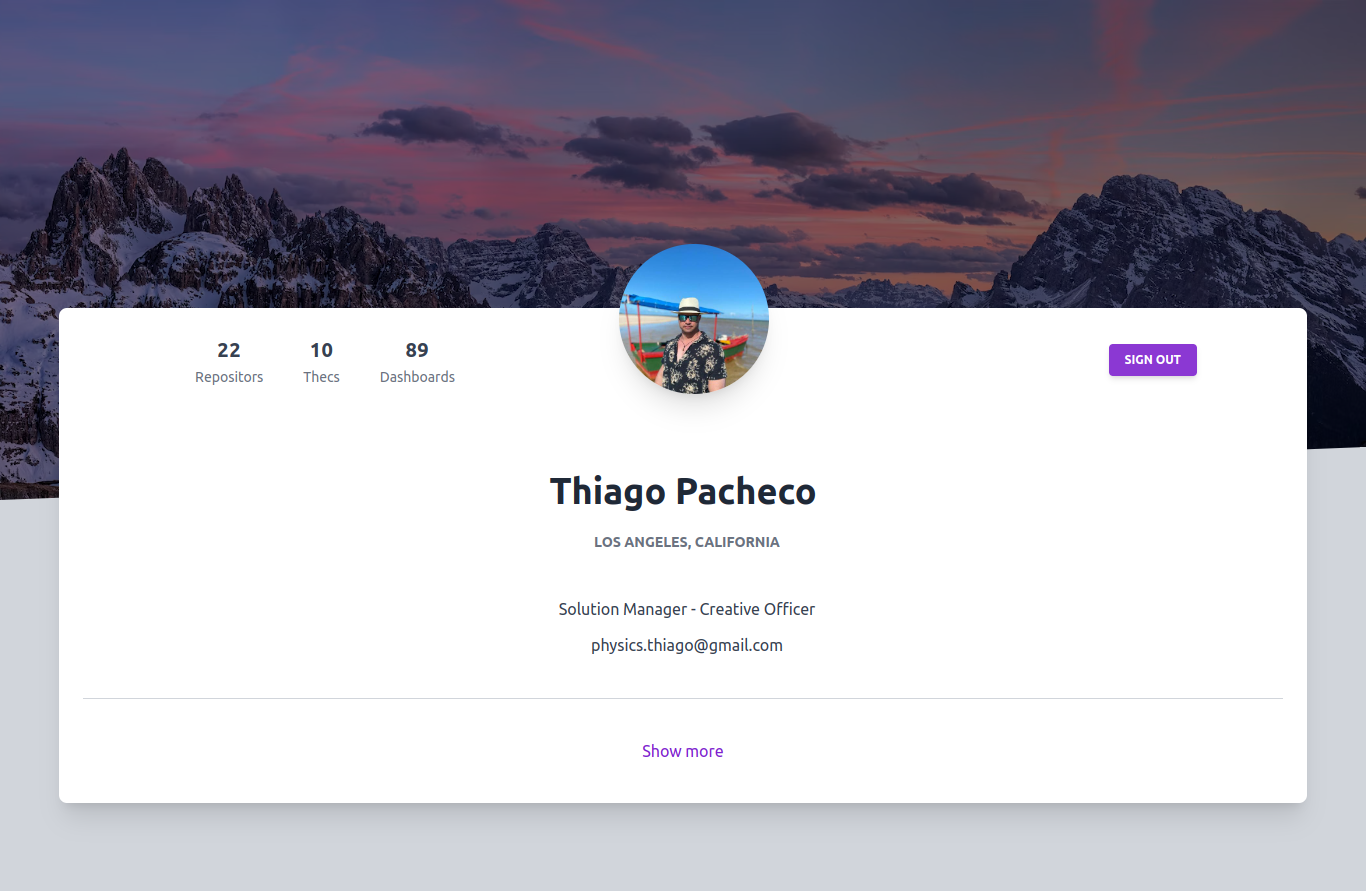 22
Repositors
10
Thecs
89
Dashboards
SIGN OUT
Thiago Pacheco
LOS ANGELES, CALIFORNIA
Solution Manager - Creative Officer
physics.thiago@gmail.com
Show more